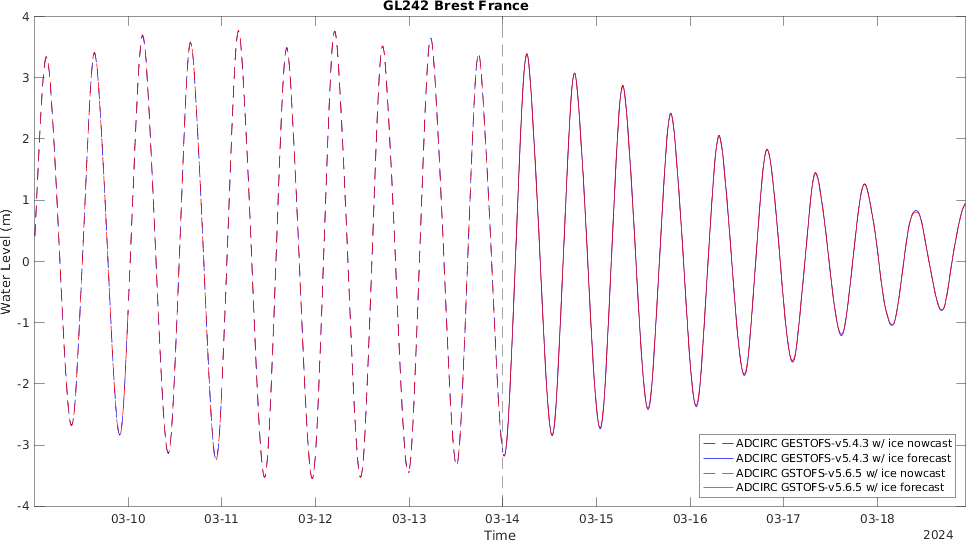 GL242 Brest France
4
3
2
1
0
-1
-2
-3
-4
Water Level (m)
ADCIRC GESTOFS-v5.4.3 w/ ice nowcast
ADCIRC GESTOFS-v5.4.3 w/ ice forecast
ADCIRC GSTOFS-v5.6.5 w/ ice nowcast
ADCIRC GSTOFS-v5.6.5 w/ ice forecast
03-10 03-11 03-12 03-13 03-14 03-15 03-16 03-17 03-18
Time
2024